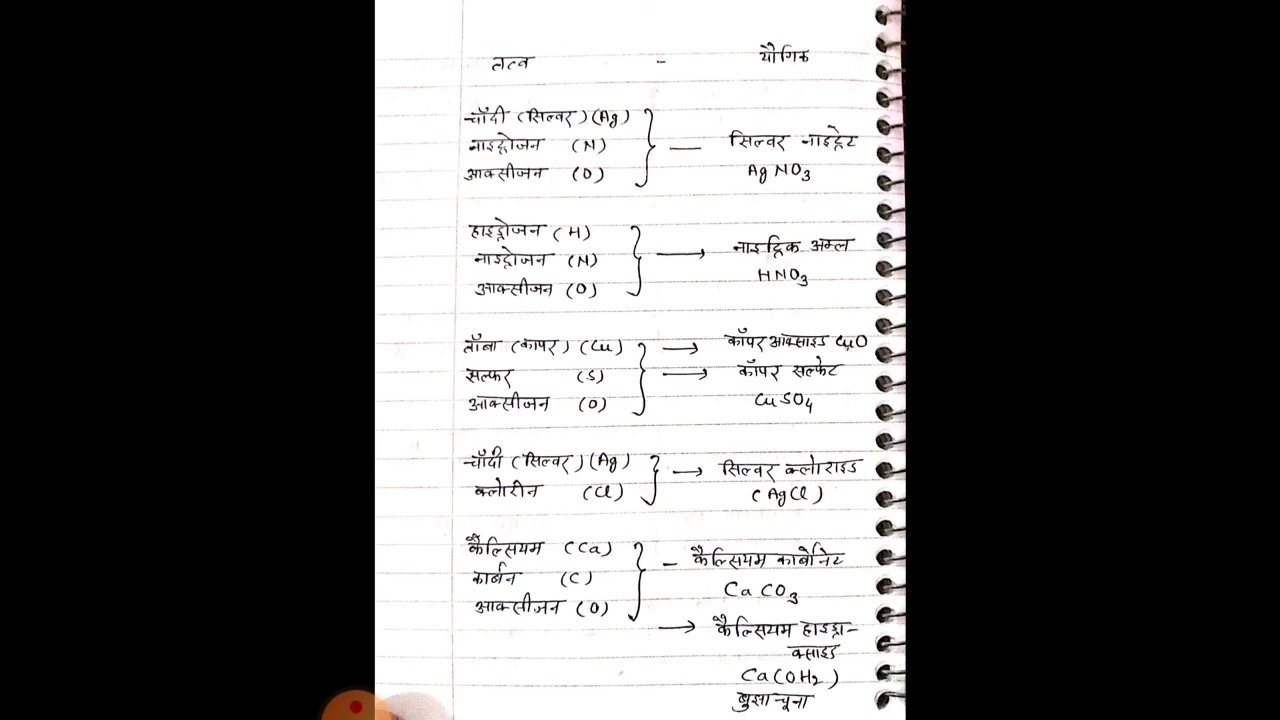 तत्व - यौगिक
चाँदी (सिल्वर) (Ag)
नाइट्रोजन (N) — सिल्वर नाइट्रेट
आक्सीजन (O) AgNO3
हाइड्रोजन (H)
नाइट्रोजन (N) → नाइट्रिक अम्ल
आक्सीजन (O) HNO3
ताँबा (कापर) (Cu) → कॉपर ऑक्साइड CuO
सल्फर (S) → कॉपर सल्फेट
आक्सीजन (O) CuSO4
चाँदी (सिल्वर) (Ag) → सिल्वर क्लोराइड
क्लोरीन (Cl) (AgCl)
कैल्सियम (Ca) - कैल्सियम कार्बोनेट
कार्बन (C) CaCO3
आक्सीजन (O)
→ कैल्सियम हाइड्रा-
क्साइड
Ca(OH2)
बुझा चूना